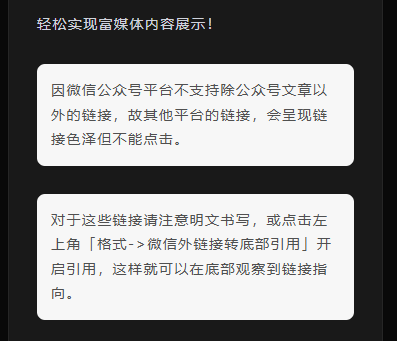 轻松实现富媒体内容展示！
因微信公众号平台不支持除公众号文章以
外的链接，故其他平台的链接，会呈现链
接色泽但不能点击。
对于这些链接请注意明文书写，或点击左
上角「格式->微信外链接转底部引用」开
启引用，这样就可以在底部观察到链接指
向。